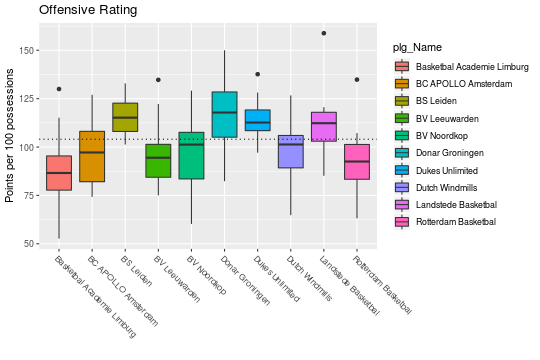 Offensive Rating
Points per 100 possessions
150
125
100
75
50
Basketbal Academie Limburg
BC APOLLO Amsterdam
BS Leiden
BV Leeuwarden
BV Noordkop
Donar Groningen
Dukes Unlimited
Dutch Windmills
Landstede Basketbal
Rotterdam Basketbal
plg_Name
Basketbal Academie Limburg
BC APOLLO Amsterdam
BS Leiden
BV Leeuwarden
BV Noordkop
Donar Groningen
Dukes Unlimited
Dutch Windmills
Landstede Basketbal
Rotterdam Basketbal